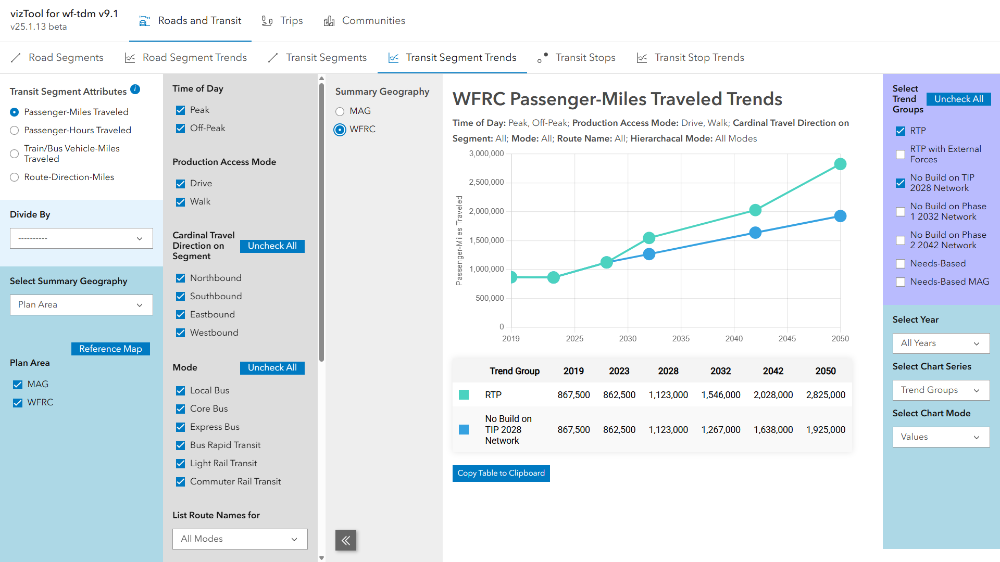 vizTool for wf-tdm v9.1
v25.1.13 beta
Roads and Transit
Trips
Communities
Road Segments
Road Segment Trends
Transit Segments
Transit Segment Trends
Transit Stops
Transit Stop Trends
Transit Segment Attributes
i
Passenger-Miles Traveled
Passenger-Hours Traveled
Train/Bus Vehicle-Miles
Traveled
Route-Direction-Miles
Divide By
----------
Select Summary Geography
Plan Area
Reference Map
Plan Area
MAG
WFRC
Time of Day
Peak
Off-Peak
Production Access Mode
Drive
Walk
Cardinal Travel
Direction on
Segment
Uncheck All
Northbound
Southbound
Eastbound
Westbound
Mode
Uncheck All
Local Bus
Core Bus
Express Bus
Bus Rapid Transit
Light Rail Transit
Commuter Rail Transit
List Route Names for
All Modes
Summary Geography
MAG
WFRC
WFRC Passenger-Miles Traveled Trends
Time of Day: Peak, Off-Peak; Production Access Mode: Drive, Walk; Cardinal Travel Direction on
Segment: All; Mode: All; Route Name: All; Hierarchacal Mode: All Modes
Passenger-Miles Traveled
3,000,000
2,500,000
2,000,000
1,500,000
1,000,000
500,000
0
2019 2025 2030 2035 2040 2045 2050
Trend Group 2019 2023 2028 2032 2042 2050
RTP 867,500 862,500 1,123,000 1,546,000 2,028,000 2,825,000
No Build on
TIP 2028
Network
867,500 862,500 1,123,000 1,267,000 1,638,000 1,925,000
Copy Table to Clipboard
Select
Trend
Groups
Uncheck All
RTP
RTP with External
Forces
No Build on TIP
2028 Network
No Build on Phase
1 2032 Network
No Build on Phase
2 2042 Network
Needs-Based
Needs-Based MAG
Select Year
All Years
Select Chart Series
Trend Groups
Select Chart Mode
Values